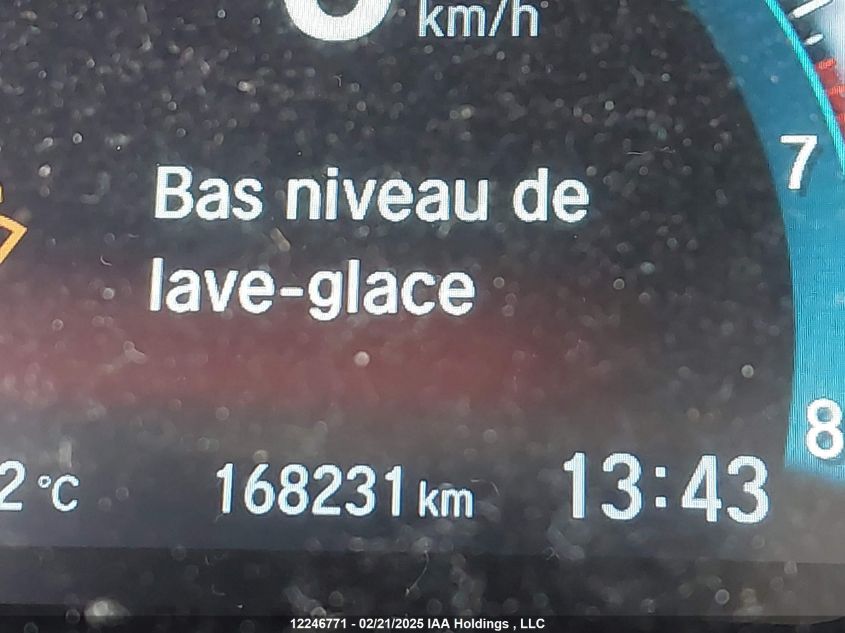 km/h
7
Bas niveau de
lave-glace
8
2 °C 168231 km 13:43
12246771 - 02/21/2025 IAA Holdings , LLC